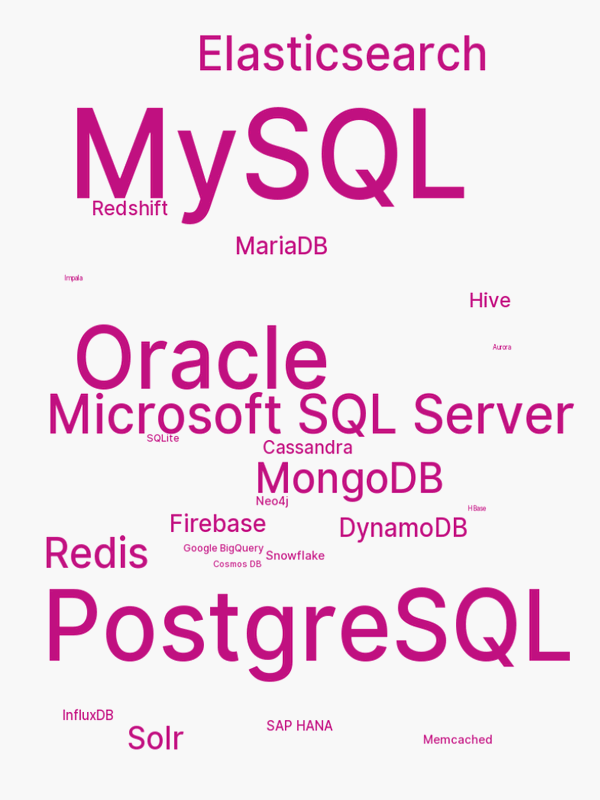 Elasticsearch
MySQL
Redshift
MariaDB
Impala
Hive
Aurora
Oracle
Microsoft SQL Server
SQLite
Cassandra
MongoDB
Neo4j
HBase
Firebase
DynamoDB
Redis
Google BigQuery
Snowflake
Cosmos DB
PostgreSQL
InfluxDB
SAP HANA
Solr
Memcached